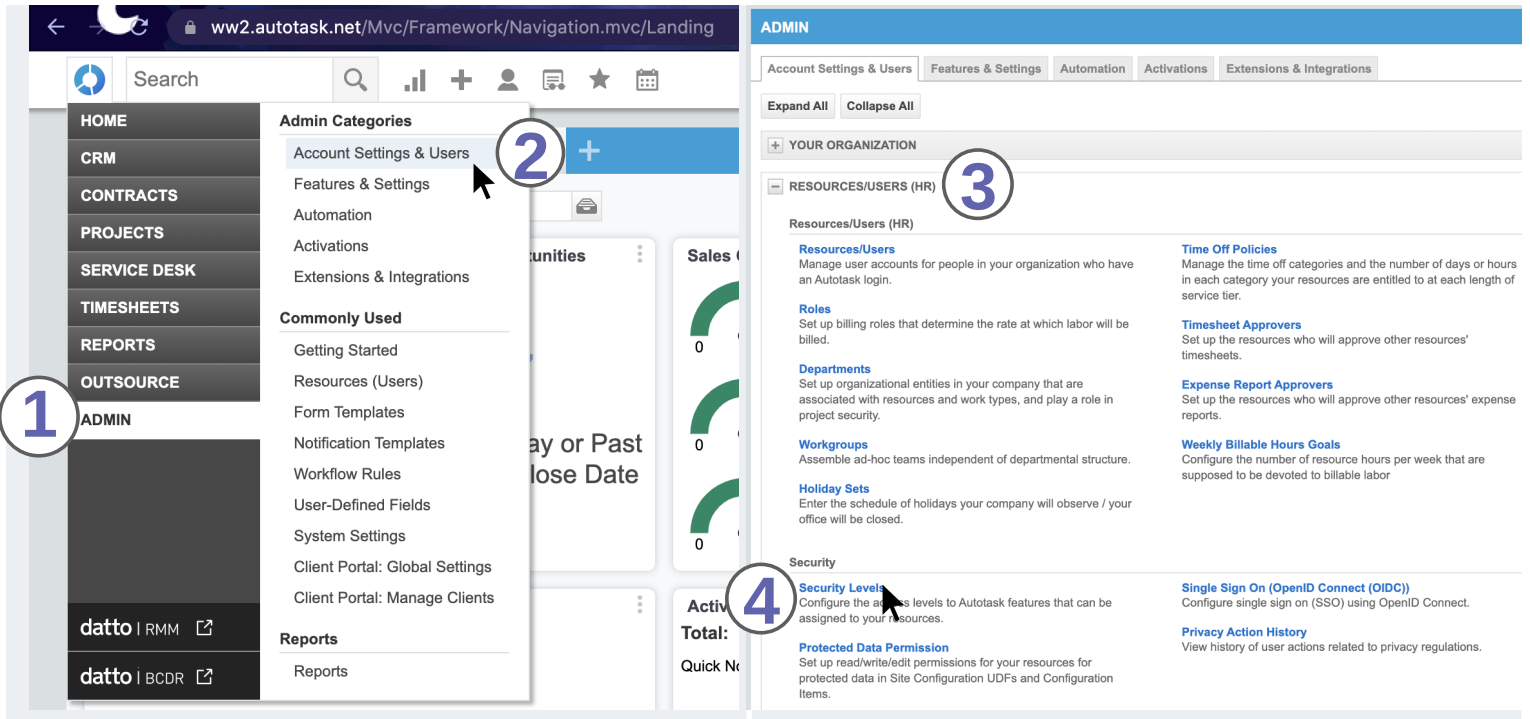 ww2.autotask.net/Mvc/Framework/Navigation.mvc/Landing
Search
HOME
CRM
CONTRACTS
PROJECTS
SERVICE DESK
TIMESHEETS
REPORTS
OUTSOURCE
1
ADMIN
datto | RMM
datto | BCDR
Admin Categories
Account Settings & Users
2
Features & Settings
Automation
Activations
Extensions & Integrations
Commonly Used
Getting Started
Resources (Users)
Form Templates
Notification Templates
Workflow Rules
User-Defined Fields
System Settings
Client Portal: Global Settings
Client Portal: Manage Clients
Reports
Reports
tunities
ay or Past
lose Date
Sales
0
0
0
Activ
Total:
Quick No
ADMIN
Account Settings & Users
Features & Settings
Automation
Activations
Extensions & Integrations
Expand All
Collapse All
YOUR ORGANIZATION
RESOURCES/USERS (HR)
3
Resources/Users (HR)
Resources/Users
Manage user accounts for people in your organization who have
an Autotask login.
Roles
Set up billing roles that determine the rate at which labor will be
billed.
Departments
Set up organizational entities in your company that are
associated with resources and work types, and play a role in
project security.
Workgroups
Assemble ad-hoc teams independent of departmental structure.
Holiday Sets
Enter the schedule of holidays your company will observe / your
office will be closed.
Time Off Policies
Manage the time off categories and the number of days or hours
in each category your resources are entitled to at each length of
service tier.
Timesheet Approvers
Set up the resources who will approve other resources'
timesheets.
Expense Report Approvers
Set up the resources who will approve other resources' expense
reports.
Weekly Billable Hours Goals
Configure the number of resource hours per week that are
supposed to be devoted to billable labor
Security
4
Security Levels
Configure the access levels to Autotask features that can be
assigned to your resources.
Protected Data Permission
Set up read/write/edit permissions for your resources for
protected data in Site Configuration UDFs and Configuration
Items.
Single Sign On (OpenID Connect (OIDC))
Configure single sign on (SSO) using OpenID Connect.
Privacy Action History
View history of user actions related to privacy regulations.